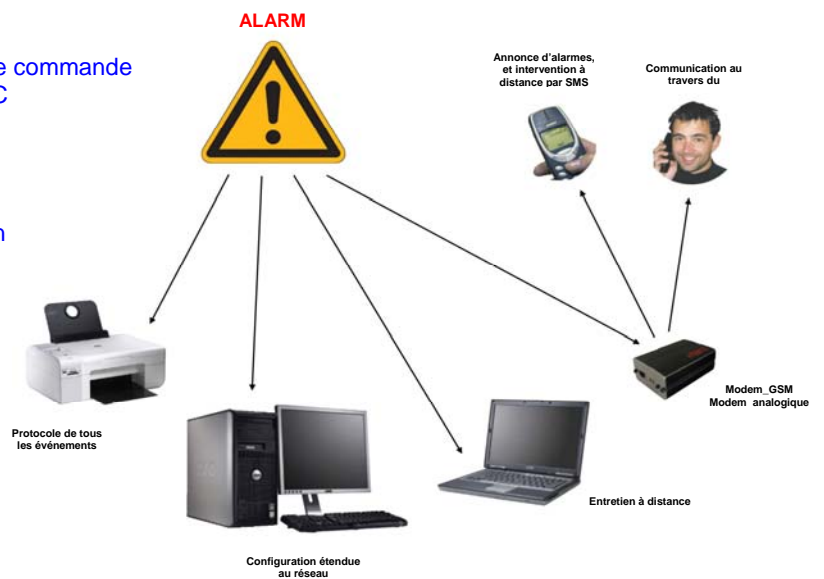 ALARM
e commande
C
n
Annonce d'alarmes,
et intervention à
distance par SMS
Communication au
travers du
Modem_GSM
Modem analogique
Protocole de tous
les événements
Entretien à distance
Configuration étendue
au réseau